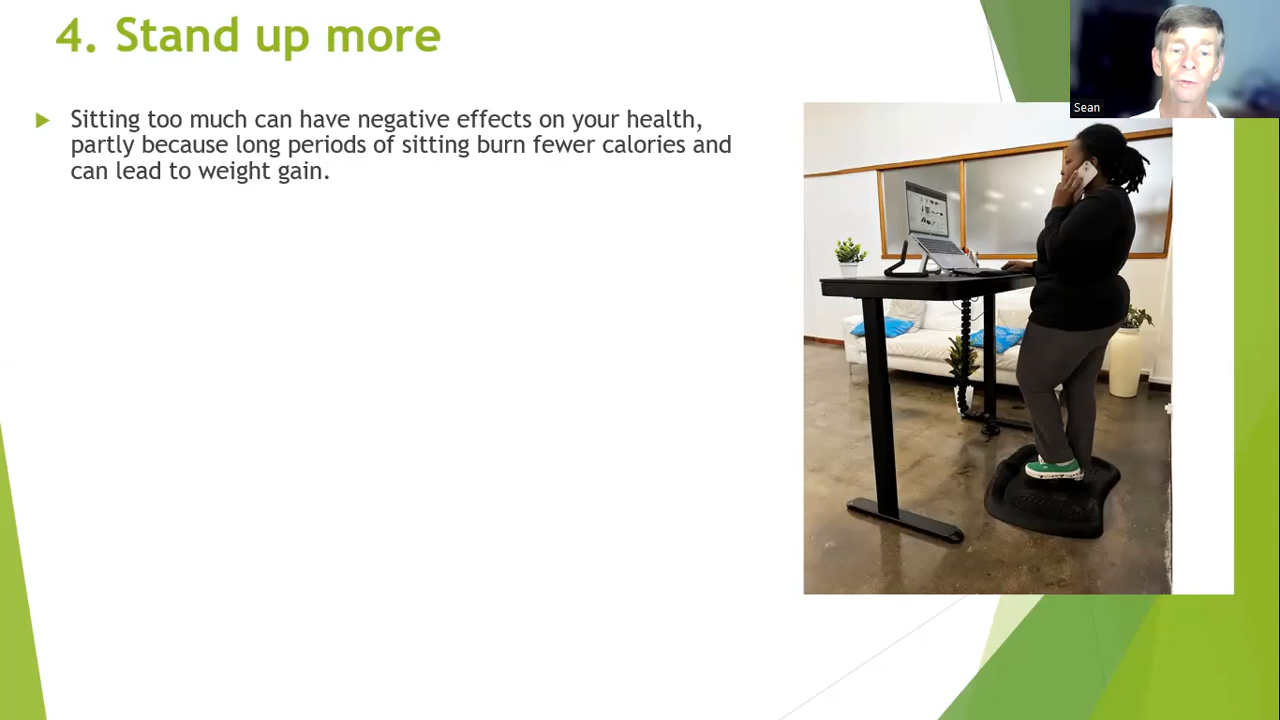 4. Stand up more
Sitting too much can have negative effects on your health,
partly because long periods of sitting burn fewer calories and
can lead to weight gain.
Sean